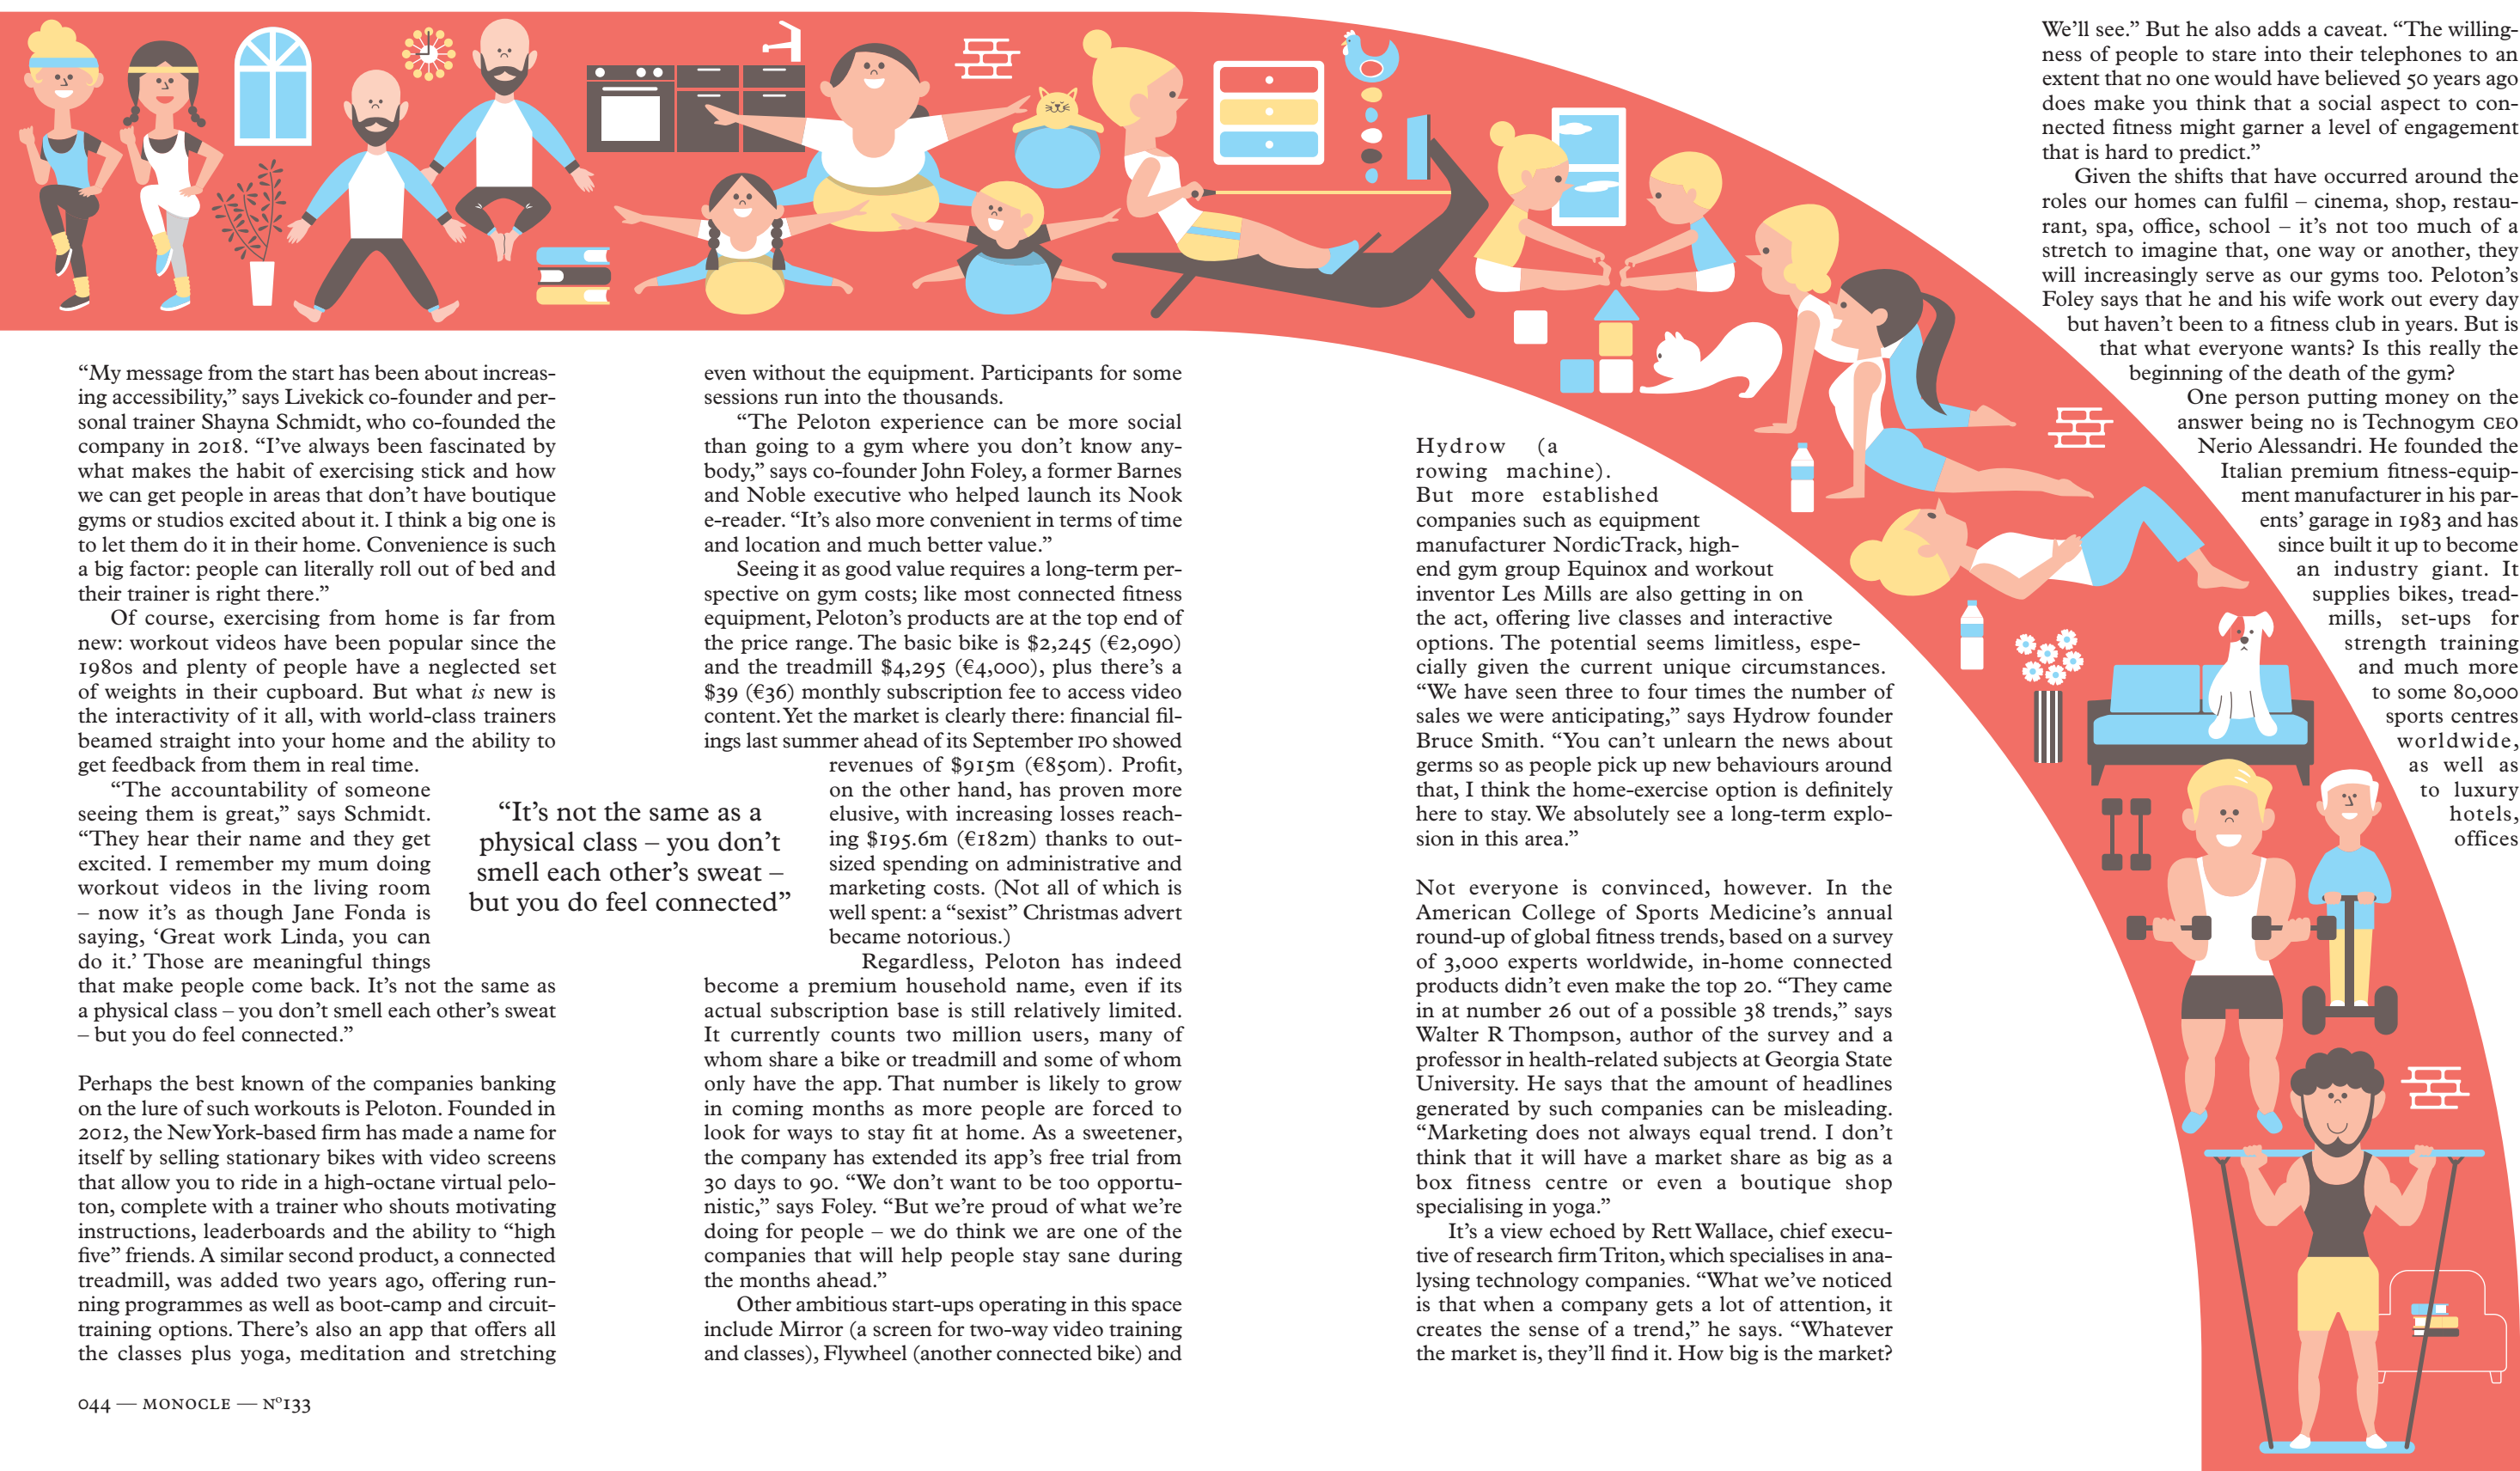 “My message from the start has been about increas-
ing accessibility,” says Livekick co-founder and per-
sonal trainer Shayna Schmidt, who co-founded the
company in 2018. “I’ve always been fascinated by
what makes the habit of exercising stick and how
we can get people in areas that don’t have boutique
gyms or studios excited about it. I think a big one is
to let them do it in their home. Convenience is such
a big factor: people can literally roll out of bed and
their trainer is right there.”
Of course, exercising from home is far from
new: workout videos have been popular since the
1980s and plenty of people have a neglected set
of weights in their cupboard. But what is new is
the interactivity of it all, with world-class trainers
beamed straight into your home and the ability to
get feedback from them in real time.
“The accountability of someone
seeing them is great,” says Schmidt.
“They hear their name and they get
excited. I remember my mum doing
workout videos in the living room
– now it’s as though Jane Fonda is
saying, ‘Great work Linda, you can
do it.’ Those are meaningful things
that make people come back. It’s not the same as
a physical class – you don’t smell each other’s sweat
– but you do feel connected.”
Perhaps the best known of the companies banking
on the lure of such workouts is Peloton. Founded in
2012, the New York-based firm has made a name for
itself by selling stationary bikes with video screens
that allow you to ride in a high-octane virtual pelo-
ton, complete with a trainer who shouts motivating
instructions, leaderboards and the ability to “high
five” friends. A similar second product, a connected
treadmill, was added two years ago, offering run-
ning programmes as well as boot-camp and circuit-
training options. There’s also an app that offers all
the classes plus yoga, meditation and stretching
“It’s not the same as a
physical class – you don’t
smell each other’s sweat –
but you do feel connected”
even without the equipment. Participants for some
sessions run into the thousands.
“The Peloton experience can be more social
than going to a gym where you don’t know any-
body,” says co-founder John Foley, a former Barnes
and Noble executive who helped launch its Nook
e-reader. “It’s also more convenient in terms of time
and location and much better value.”
Seeing it as good value requires a long-term per-
spective on gym costs; like most connected fitness
equipment, Peloton’s products are at the top end of
the price range. The basic bike is $2,245 (€2,090)
and the treadmill $4,295 (€4,000), plus there’s a
$39 (€36) monthly subscription fee to access video
content. Yet the market is clearly there: financial fil-
ings last summer ahead of its September IPO showed
revenues of $915m (€850m). Profit,
on the other hand, has proven more
elusive, with increasing losses reach-
ing $195.6m (€182m) thanks to out-
sized spending on administrative and
marketing costs. (Not all of which is
well spent: a “sexist” Christmas advert
became notorious.)
Regardless, Peloton has indeed
become a premium household name, even if its
actual subscription base is still relatively limited.
It currently counts two million users, many of
whom share a bike or treadmill and some of whom
only have the app. That number is likely to grow
in coming months as more people are forced to
look for ways to stay fit at home. As a sweetener,
the company has extended its app’s free trial from
30 days to 90. “We don’t want to be too opportu-
nistic,” says Foley. “But we’re proud of what we’re
doing for people – we do think we are one of the
companies that will help people stay sane during
the months ahead.”
Other ambitious start-ups operating in this space
include Mirror (a screen for two-way video training
and classes), Flywheel (another connected bike) and
Hydrow (a
rowing machine).
But more established
companies such as equipment
manufacturer NordicTrack, high-
end gym group Equinox and workout
inventor Les Mills are also getting in on
the act, offering live classes and interactive
options. The potential seems limitless, espe-
cially given the current unique circumstances.
“We have seen three to four times the number of
sales we were anticipating,” says Hydrow founder
Bruce Smith. “You can’t unlearn the news about
germs so as people pick up new behaviours around
that, I think the home-exercise option is definitely
here to stay. We absolutely see a long-term explo-
sion in this area.”
Not everyone is convinced, however. In the
American College of Sports Medicine’s annual
round-up of global fitness trends, based on a survey
of 3,000 experts worldwide, in-home connected
products didn’t even make the top 20. “They came
in at number 26 out of a possible 38 trends,” says
Walter R Thompson, author of the survey and a
professor in health-related subjects at Georgia State
University. He says that the amount of headlines
generated by such companies can be misleading.
“Marketing does not always equal trend. I don’t
think that it will have a market share as big as a
box fitness centre or even a boutique shop
specialising in yoga.”
It’s a view echoed by Rett Wallace, chief execu-
tive of research firm Triton, which specialises in ana-
lysing technology companies. “What we’ve noticed
is that when a company gets a lot of attention, it
creates the sense of a trend,” he says. “Whatever
the market is, they’ll find it. How big is the market?
We’ll see.” But he also adds a caveat. “The willing-
ness of people to stare into their telephones to an
extent that no one would have believed 50 years ago
does make you think that a social aspect to con-
nected fitness might garner a level of engagement
that is hard to predict.”
Given the shifts that have occurred around the
roles our homes can fulfil – cinema, shop, restau-
rant, spa, office, school – it’s not too much of a
stretch to imagine that, one way or another, they
will increasingly serve as our gyms too. Peloton’s
Foley says that he and his wife work out every day
but haven’t been to a fitness club in years. But is
that what everyone wants? Is this really the
beginning of the death of the gym?
One person putting money on the
answer being no is Technogym CEO
Nerio Alessandri. He founded the
Italian premium fitness-equip-
ment manufacturer in his par-
ents’ garage in 1983 and has
since built it up to become
an industry giant. It
supplies bikes, tread-
mills, set-ups for
strength training
and much more
to some 80,000
sports centres
worldwide,
as well as
to luxury
hotels,
offices
044 — MONOCLE — Nº133